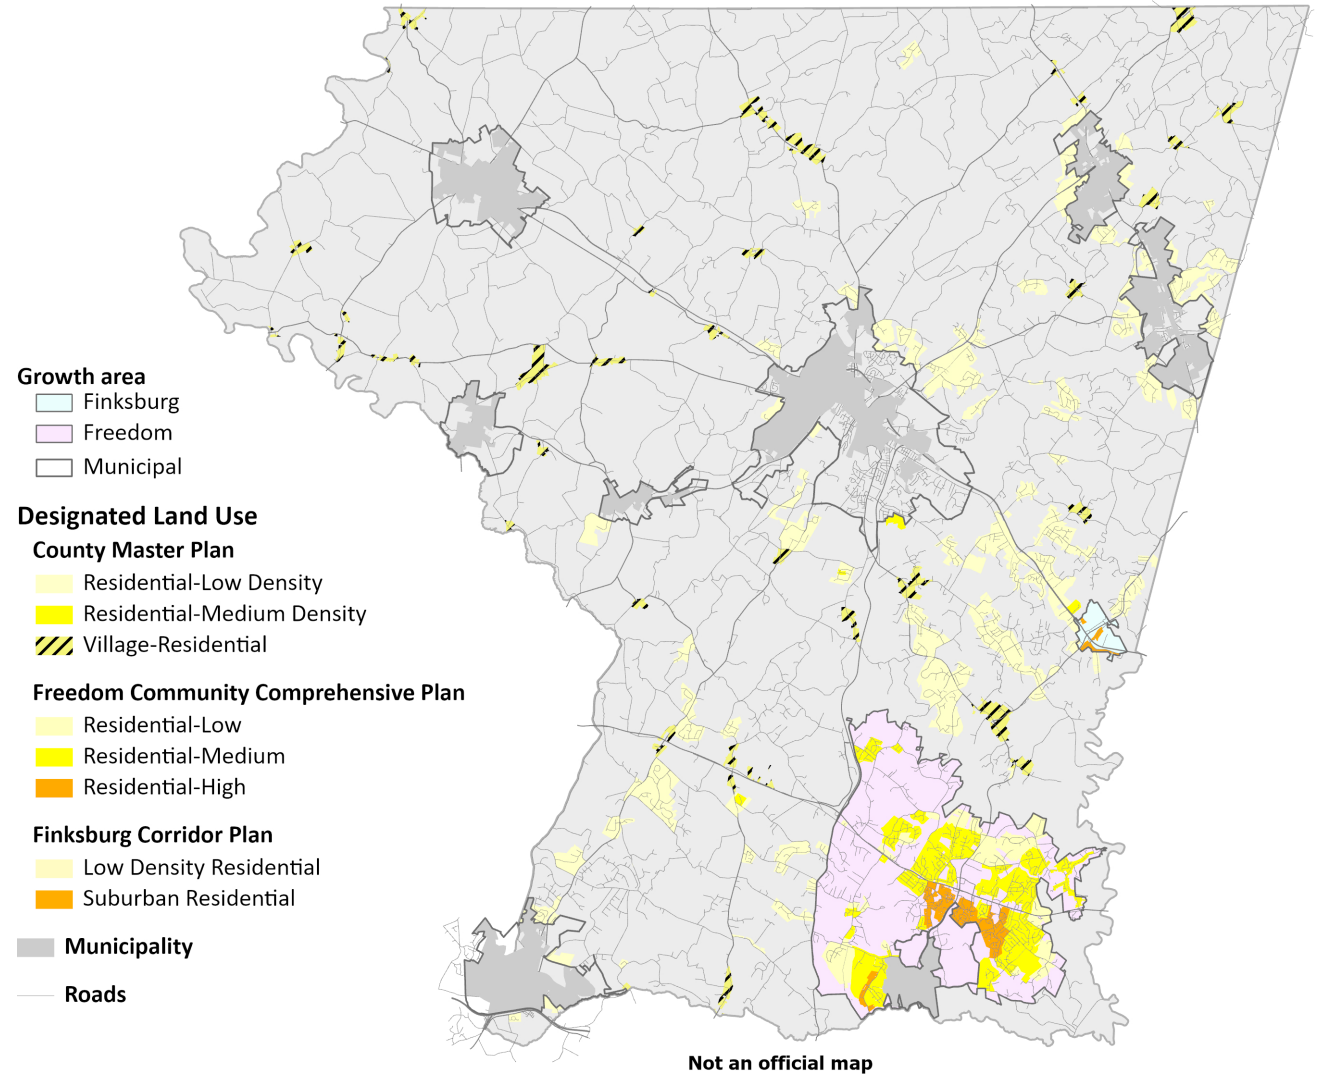 Growth area
Finksburg
Freedom
Municipal
Designated Land Use
County Master Plan
Residential-Low Density
Residential-Medium Density
Village-Residential
Freedom Community Comprehensive Plan
Residential-Low
Residential-Medium
Residential-High
Finksburg Corridor Plan
Low Density Residential
Suburban Residential
Municipality
Roads
Not an official map